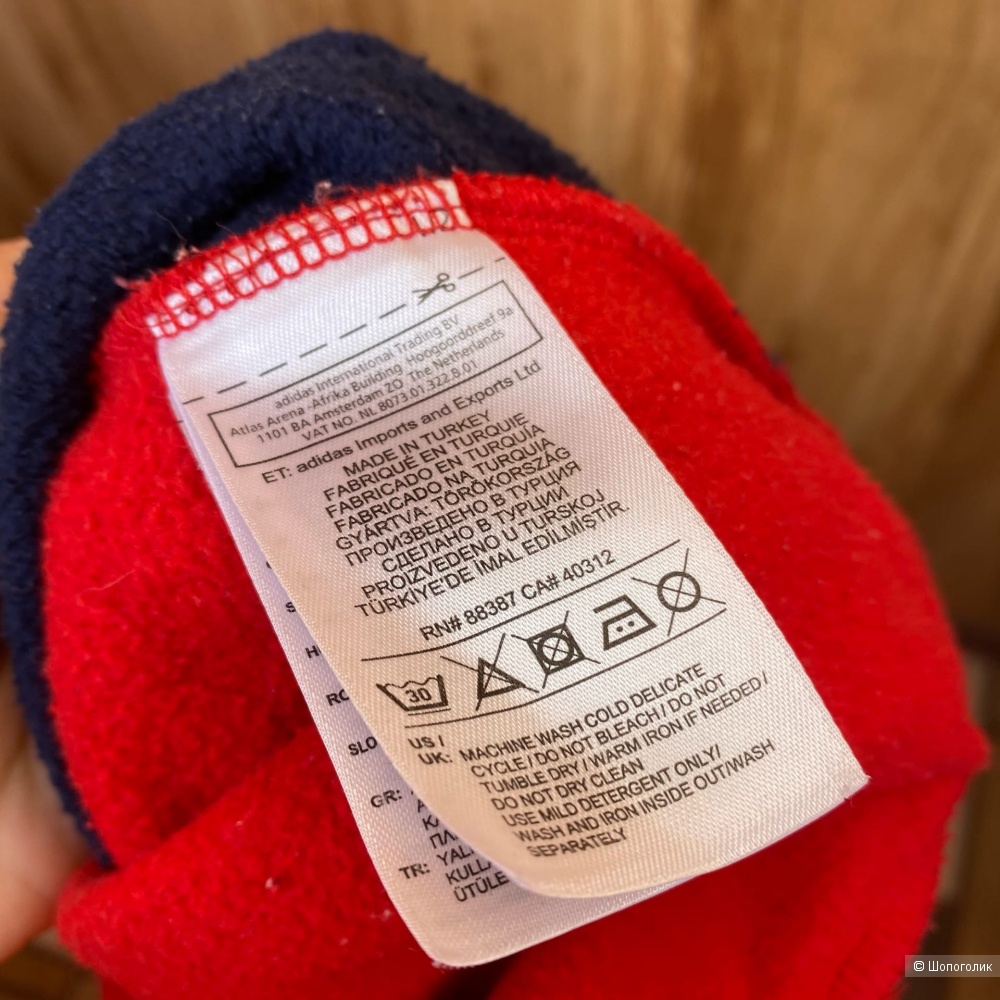 adidas International Trading BV
Atlas Arena -Afrika Building Hoogoorddreef 9a
1101 BA Amsterdam ZO The Netherlands
VAT NO. NL 8073.01.322.B.01
ET: adidas Imports and Exports Ltd
MADE IN TURKEY
FABRIQUÉ EN TURQUIE
FABRICADO EN TURQUÍA
FABRICADO NA TURQUIA
GYÁRTVA: TÖRÖKORSZÁG
ПРОИЗВЕДЕНО В ТУРЦИЯ
СДЕЛАНО В ТУРЦИИ
PROIZVEDENO U TURSKOJ
TÜRKİYE'DE İMAL EDİLMİŞTİR.
RN# 88387 CA# 40312
30
US /
UK: MACHINE WASH COLD DELICATE
CYCLE / DO NOT BLEACH / DO NOT
TUMBLE DRY / WARM IRON IF NEEDED /
DO NOT DRY CLEAN
USE MILD DETERGENT ONLY/
WASH AND IRON INSIDE OUT/WASH
SEPARATELY
SLO
GR:
TR:
© Шопоголик